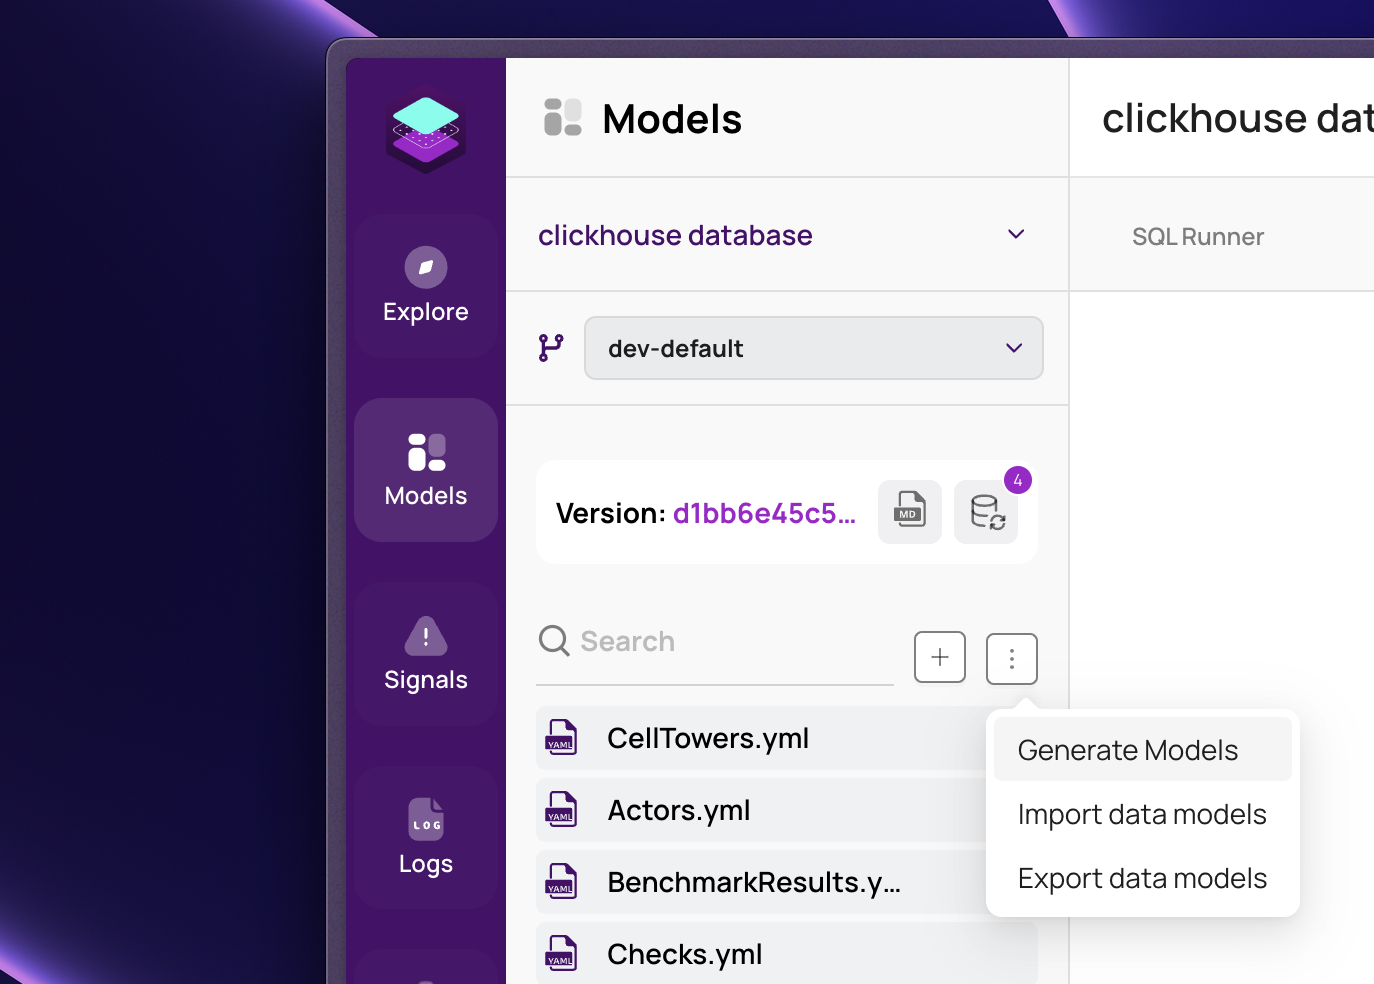 Models
clickhouse dat
clickhouse database
SQL Runner
Explore
dev-default
Models
Version: d1bb6e45c5...
MD
4
Search
Signals
YAML
CellTowers.yml
Generate Models
YAML
Actors.yml
Import data models
LOG
Logs
YAML
BenchmarkResults.y...
Export data models
YAML
Checks.yml